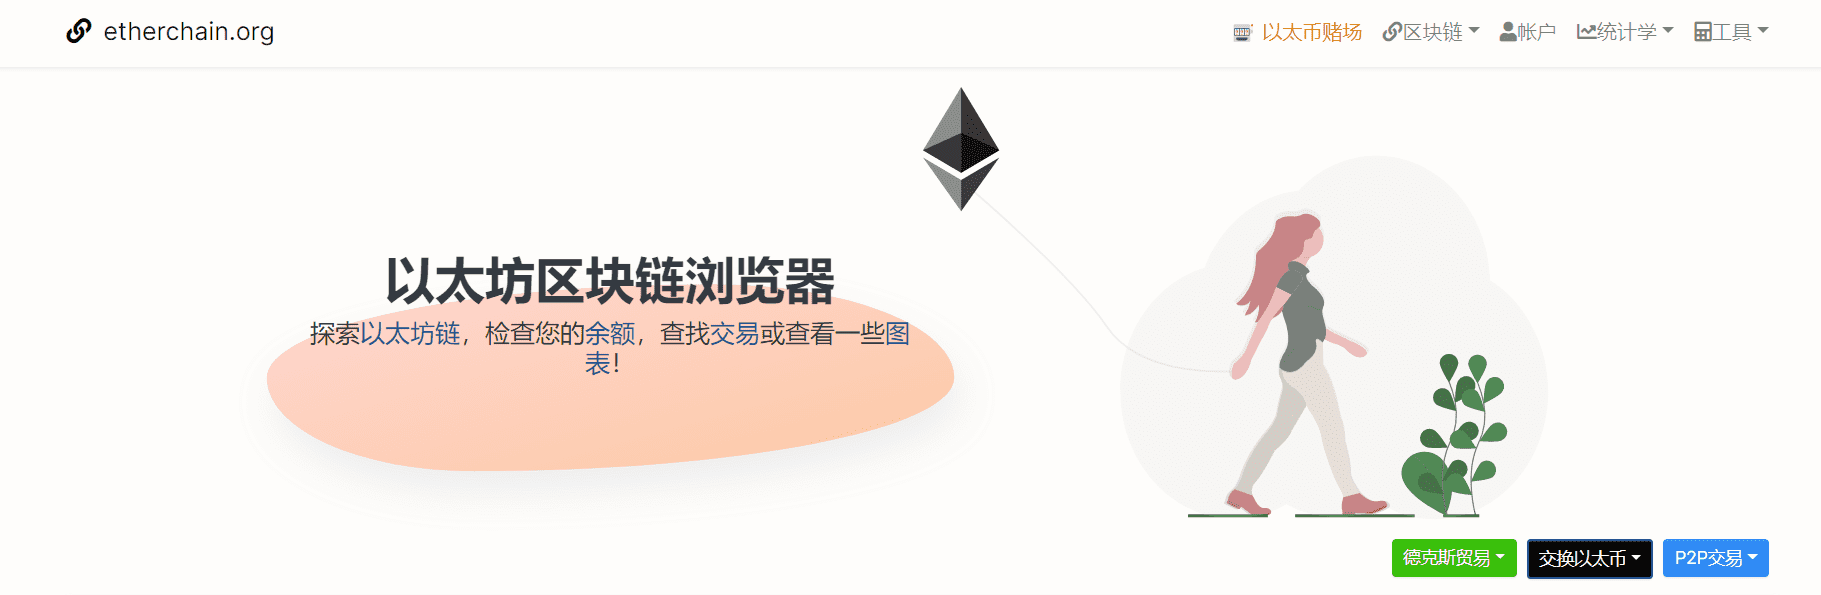 etherchain.org
以太币赌场 区块链 帐户 统计学 工具
以太坊区块链浏览器
探索以太坊链，检查您的余额，查找交易或查看一些图
表！
德克斯贸易 交换以太币 P2P交易